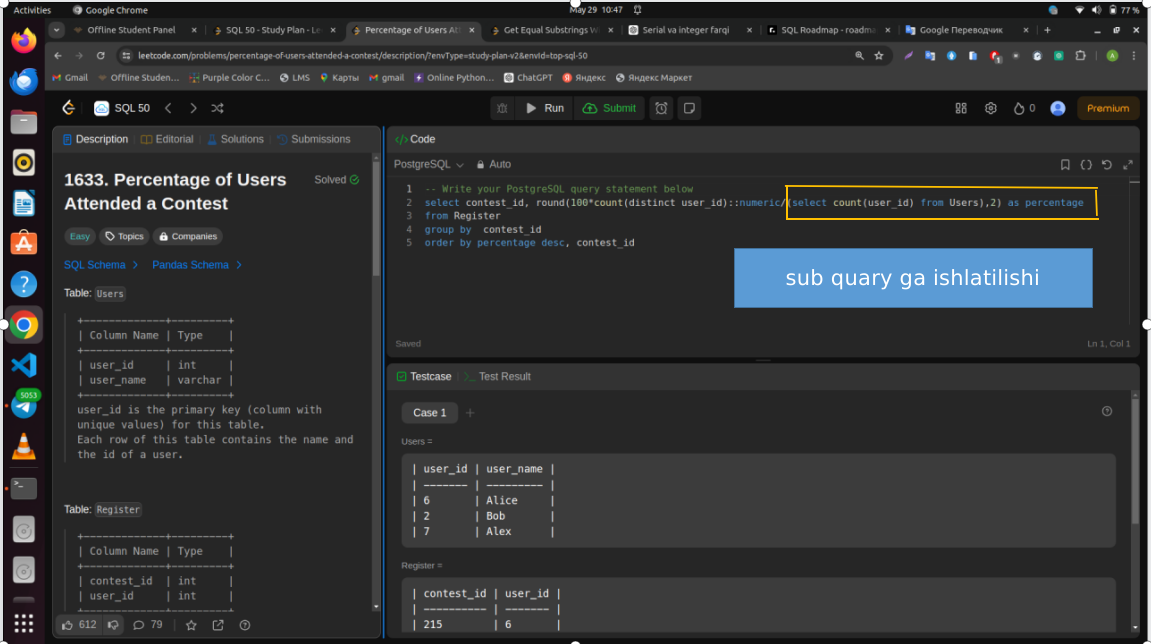 Activities Google Chrome May 29 10:47 77 %
Offline Student Panel SQL 50 - Study Plan - Le Percentage of Users At Get Equal Substrings W Serial va integer farqi SQL Roadmap - roadm Google Переводчик
leetcode.com/problems/percentage-of-users-attended-a-contest/description/?envType=study-plan-v2&envId=top-sql-50
Gmail Offline Studen... Purple Color C... LMS Карты gmail Online Python... ChatGPT Яндекс Яндекс Маркет
SQL 50 Run Submit 0 Premium
Description Editorial Solutions Submissions
1633. Percentage of Users Attended a Contest
Solved
Easy Topics Companies
SQL Schema Pandas Schema
Table: Users
+-------------+---------+
| Column Name | Type    |
+-------------+---------+
| user_id     | int     |
| user_name   | varchar |
+-------------+---------+
user_id is the primary key (column with
unique values) for this table.
Each row of this table contains the name and
the id of a user.
Table: Register
+-------------+---------+
| Column Name | Type    |
+-------------+---------+
| contest_id  | int     |
| user_id     | int     |
+-------------+---------+
612 79
5053
Code
PostgreSQL Auto
1 -- Write your PostgreSQL query statement below
2 select contest_id, round(100*count(distinct user_id)::numeric/(select count(user_id) from Users),2) as percentage
3 from Register
4 group by  contest_id
5 order by percentage desc, contest_id
sub quary ga ishlatilishi
Saved Ln 1, Col 1
Testcase Test Result
Case 1
Users =
| user_id | user_name |
| ------- | --------- |
| 6       | Alice     |
| 2       | Bob       |
| 7       | Alex      |
Register =
| contest_id | user_id |
| ---------- | ------- |
| 215        | 6       |